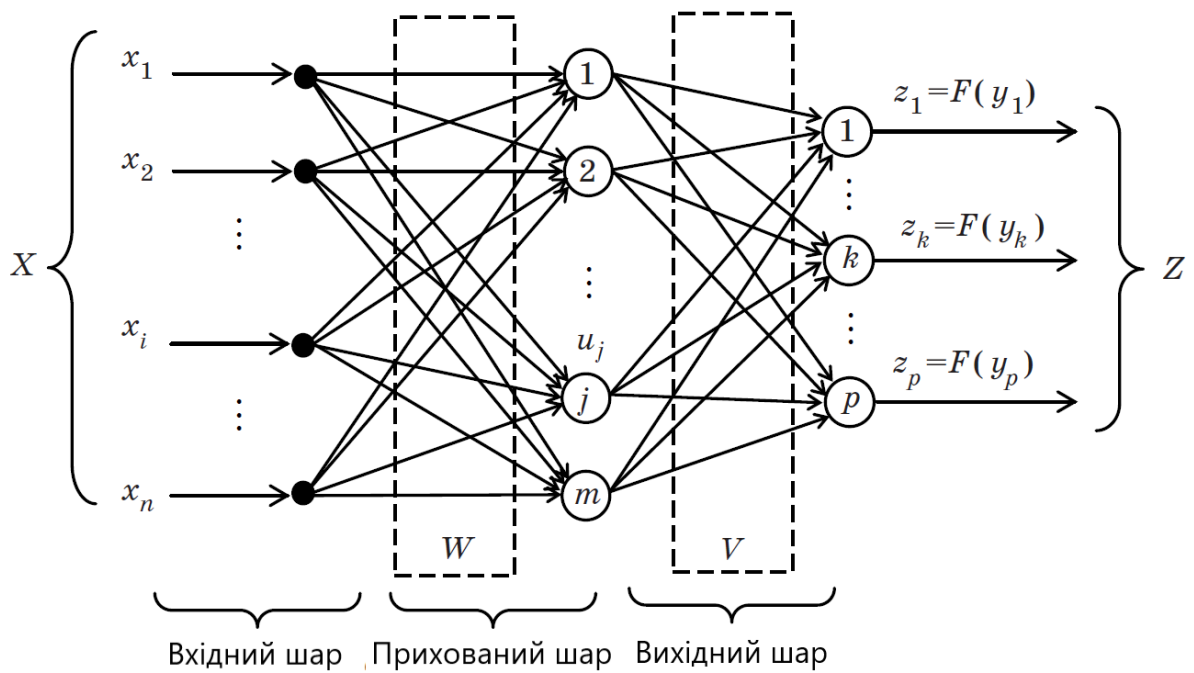 X
x1
x2
⋮
xi
⋮
xn
W
1
2
⋮
uj
j
m
V
1
⋮
k
⋮
p
z1=F(y1)
zk=F(yk)
zp=F(yp)
Z
Вхідний шар
Прихований шар
Вихідний шар